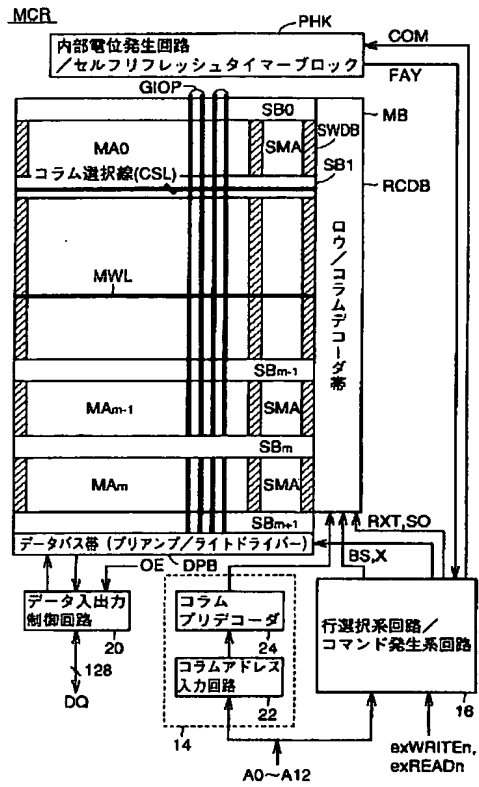 MCR
PHK
内部電位発生回路
/セルフリフレッシュタイマーブロック
COM
FAY
GIOP
SB0
MB
MA0
SMA
SWDB
コラム選択線(CSL)
SB1
RCDB
ロウ/コラムデコーダ帯
MWL
SBm-1
MAm-1
SMA
SBm
MAm
SMA
SBm+1
RXT,SO
データバス帯(プリアンプ/ライトドライバー)
OE
DPB
BS,X
データ入出力
制御回路
20
128
DQ
コラム
プリデコーダ
24
コラムアドレス
入力回路
22
14
行選択系回路/
コマンド発生系回路
16
A0～A12
exWRITEn,
exREADn